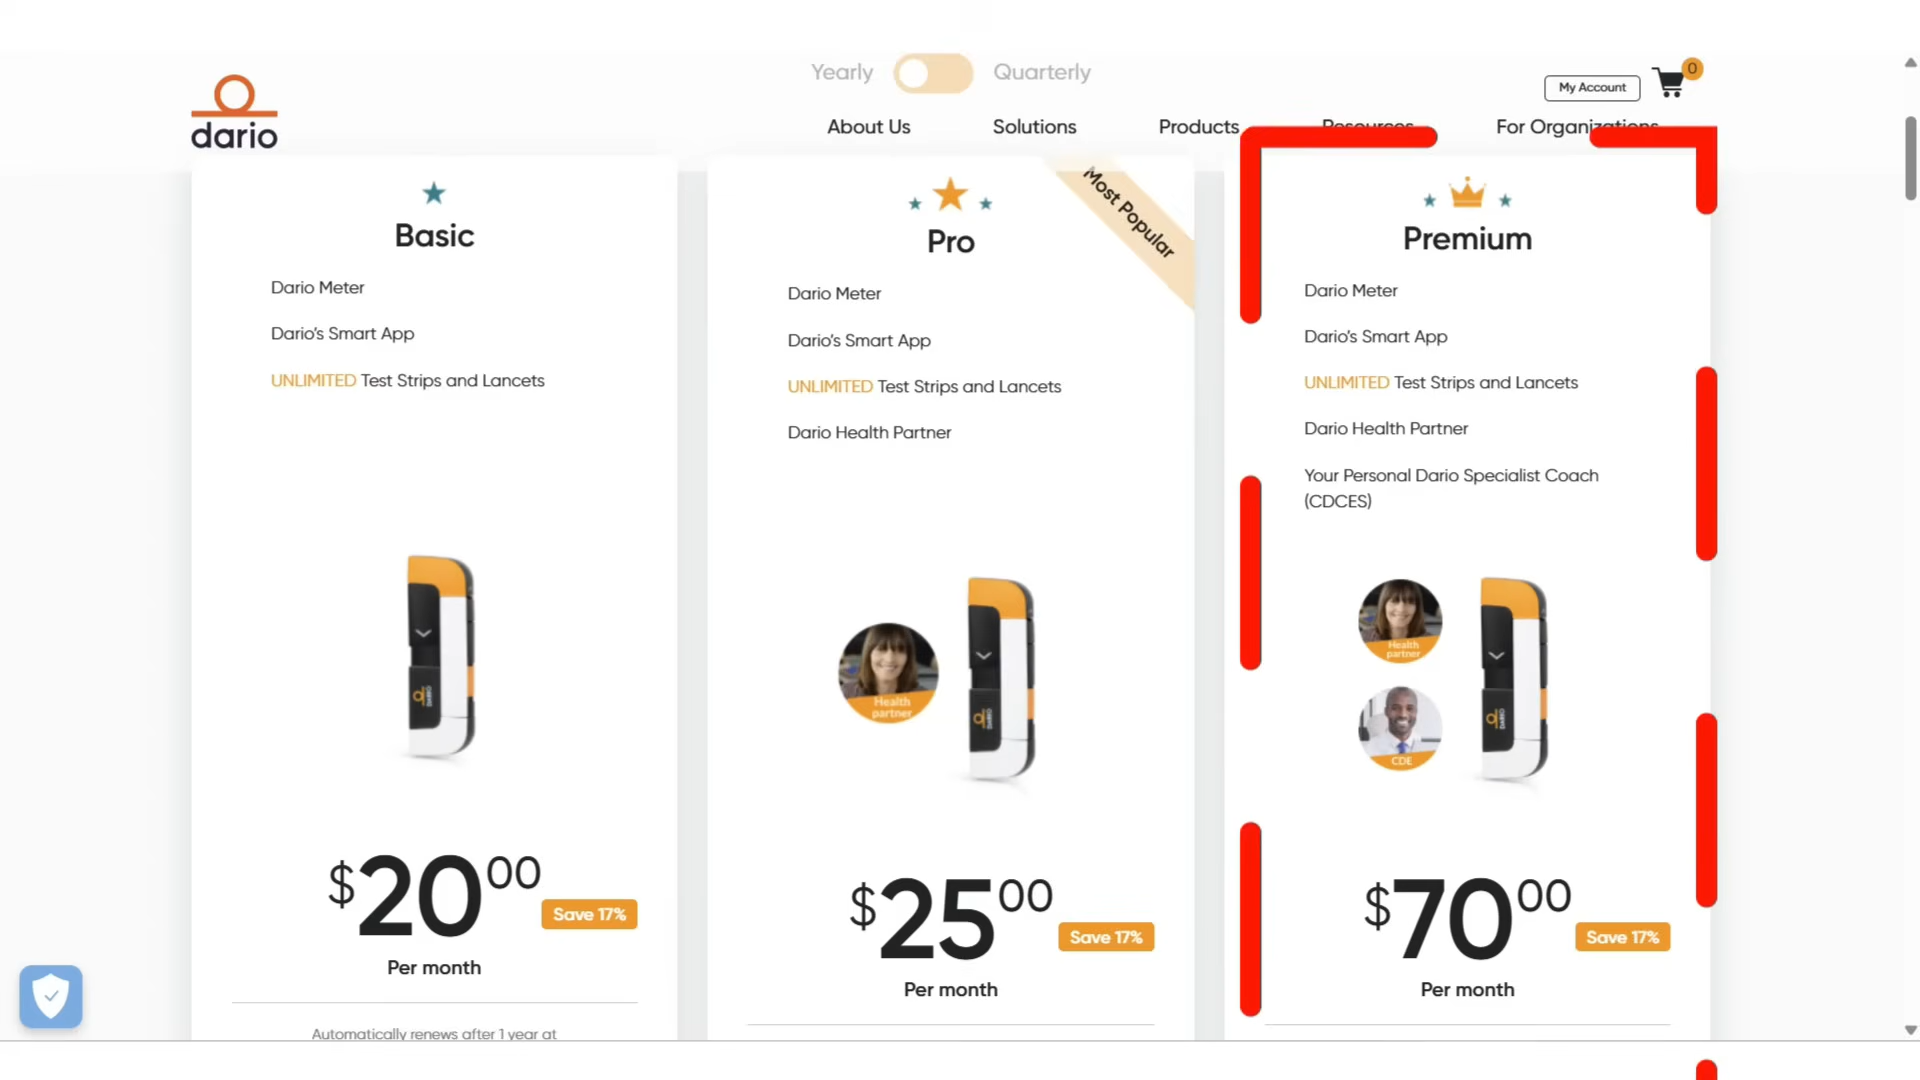 Yearly
Quarterly
My Account
0
dario
About Us
Solutions
Products
Resources
For Organizations
Basic
Dario Meter
Dario's Smart App
UNLIMITED Test Strips and Lancets
$20 00
Save 17%
Per month
Automatically renews after 1 year at
Most Popular
Pro
Dario Meter
Dario's Smart App
UNLIMITED Test Strips and Lancets
Dario Health Partner
Health
partner
DARIO
$25 00
Save 17%
Per month
Premium
Dario Meter
Dario's Smart App
UNLIMITED Test Strips and Lancets
Dario Health Partner
Your Personal Dario Specialist Coach
(CDCES)
Health
partner
CDE
DARIO
$70 00
Save 17%
Per month